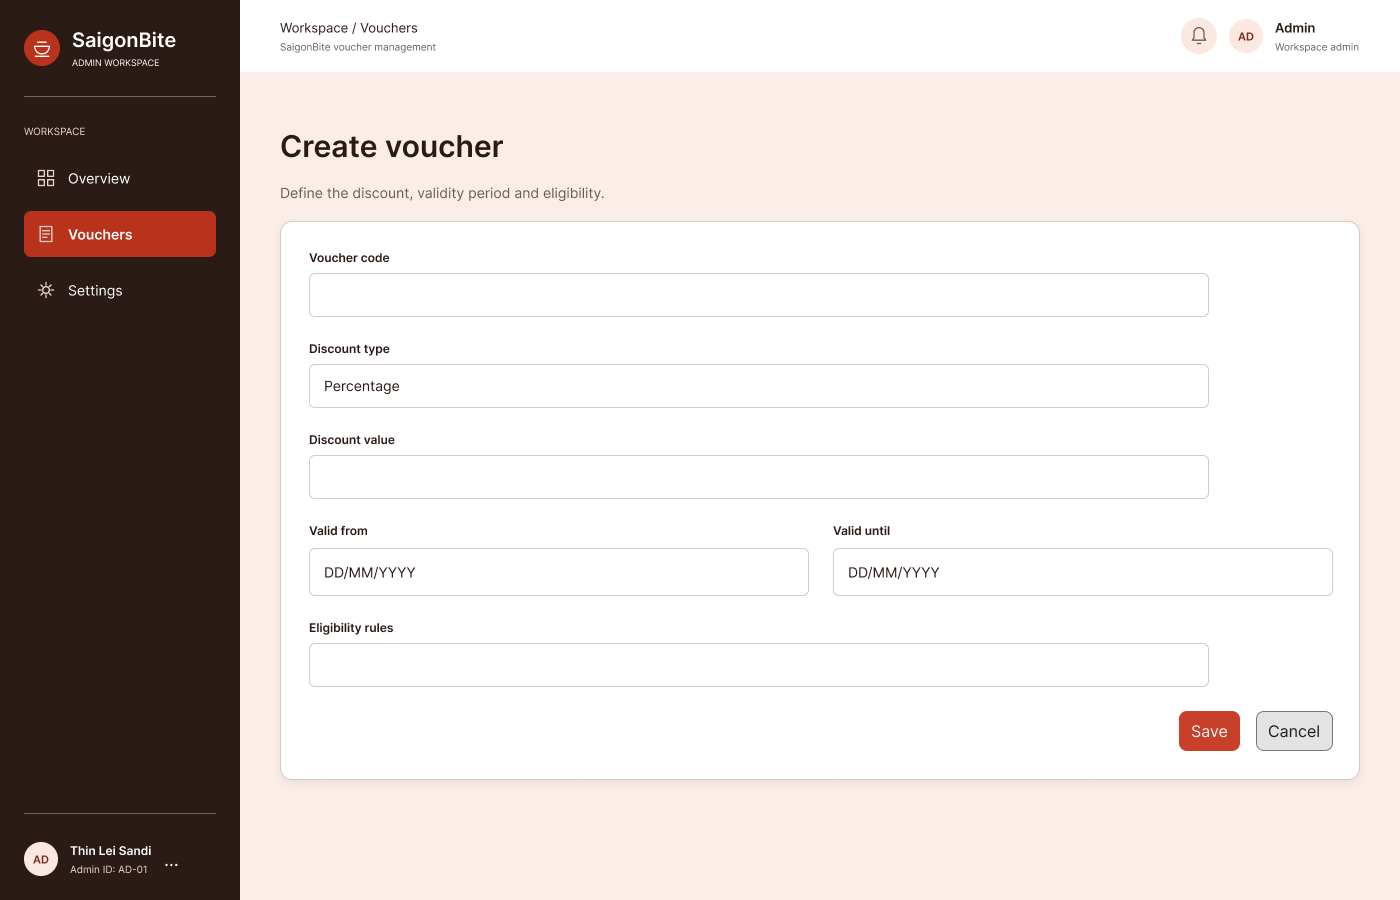 SaigonBite
ADMIN WORKSPACE
WORKSPACE
Overview
Vouchers
Settings
AD
Thin Lei Sandi
Admin ID: AD-01
...
Workspace / Vouchers
SaigonBite voucher management
AD
Admin
Workspace admin
Create voucher
Define the discount, validity period and eligibility.
Voucher code
Discount type
Percentage
Discount value
Valid from
Valid until
DD/MM/YYYY
DD/MM/YYYY
Eligibility rules
Save
Cancel